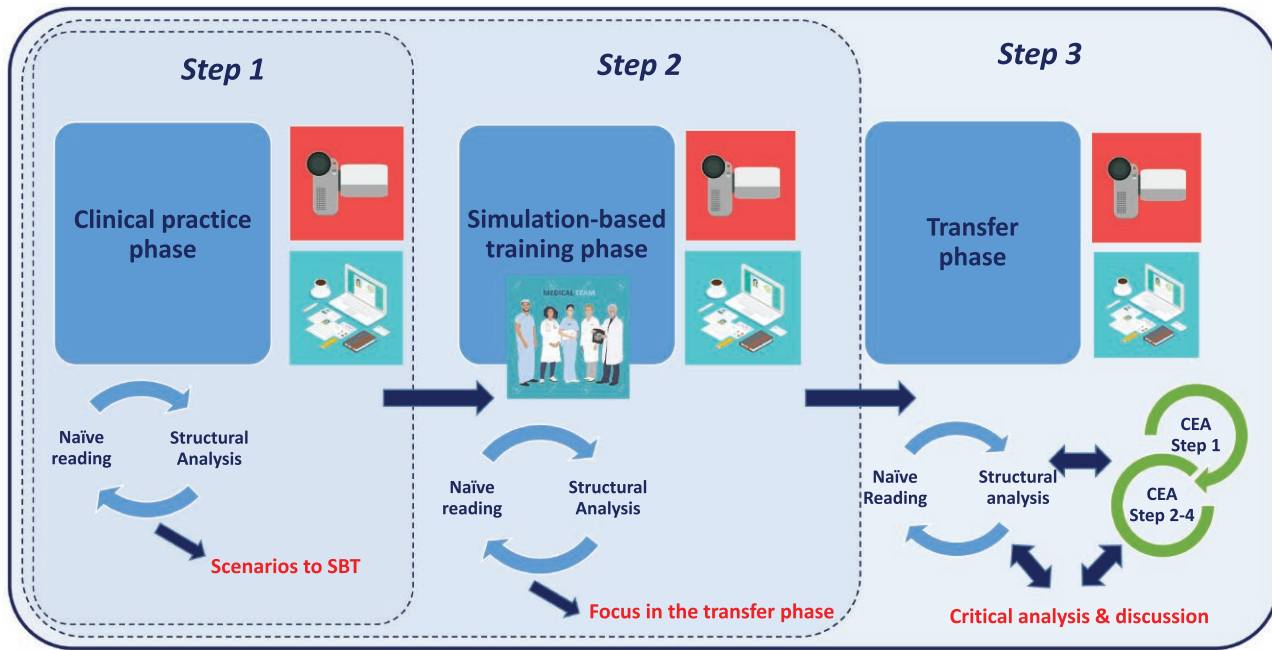 Step 1
Clinical practice
phase
Naïve
reading
Structural
Analysis
Scenarios to SBT
Step 2
Simulation-based
training phase
MEDICAL TEAM
Naïve
reading
Structural
Analysis
Focus in the transfer phase
Step 3
Transfer
phase
Naïve
Reading
Structural
analysis
CEA
Step 1
CEA
Step 2-4
Critical analysis & discussion